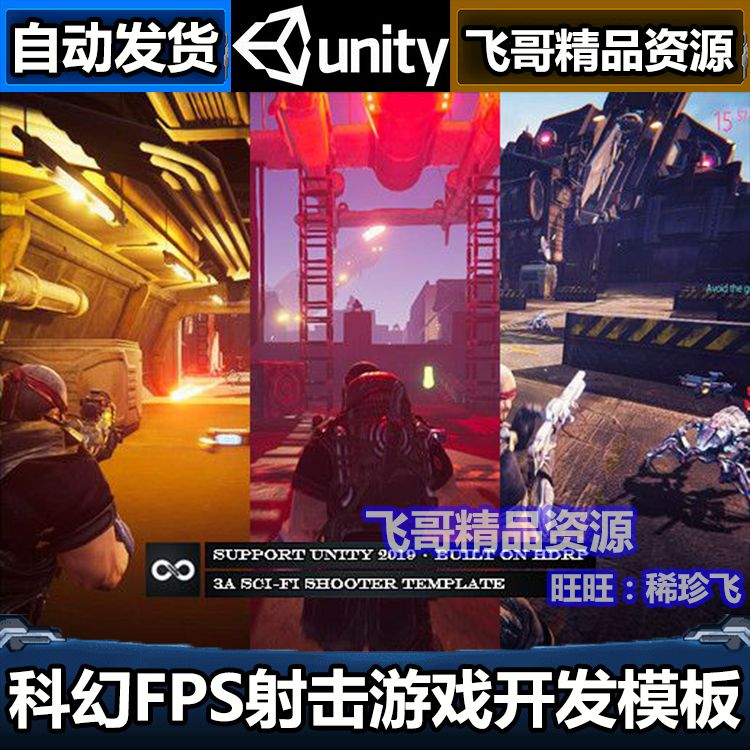 自动发货
unity
飞哥精品资源
15 57
Avoid the g
飞哥精品资源
SUPPORT UNITY 2019 · BUILT ON HDRP
3A SCI-FI SHOOTER TEMPLATE
旺旺：稀珍飞
科幻FPS射击游戏开发模板